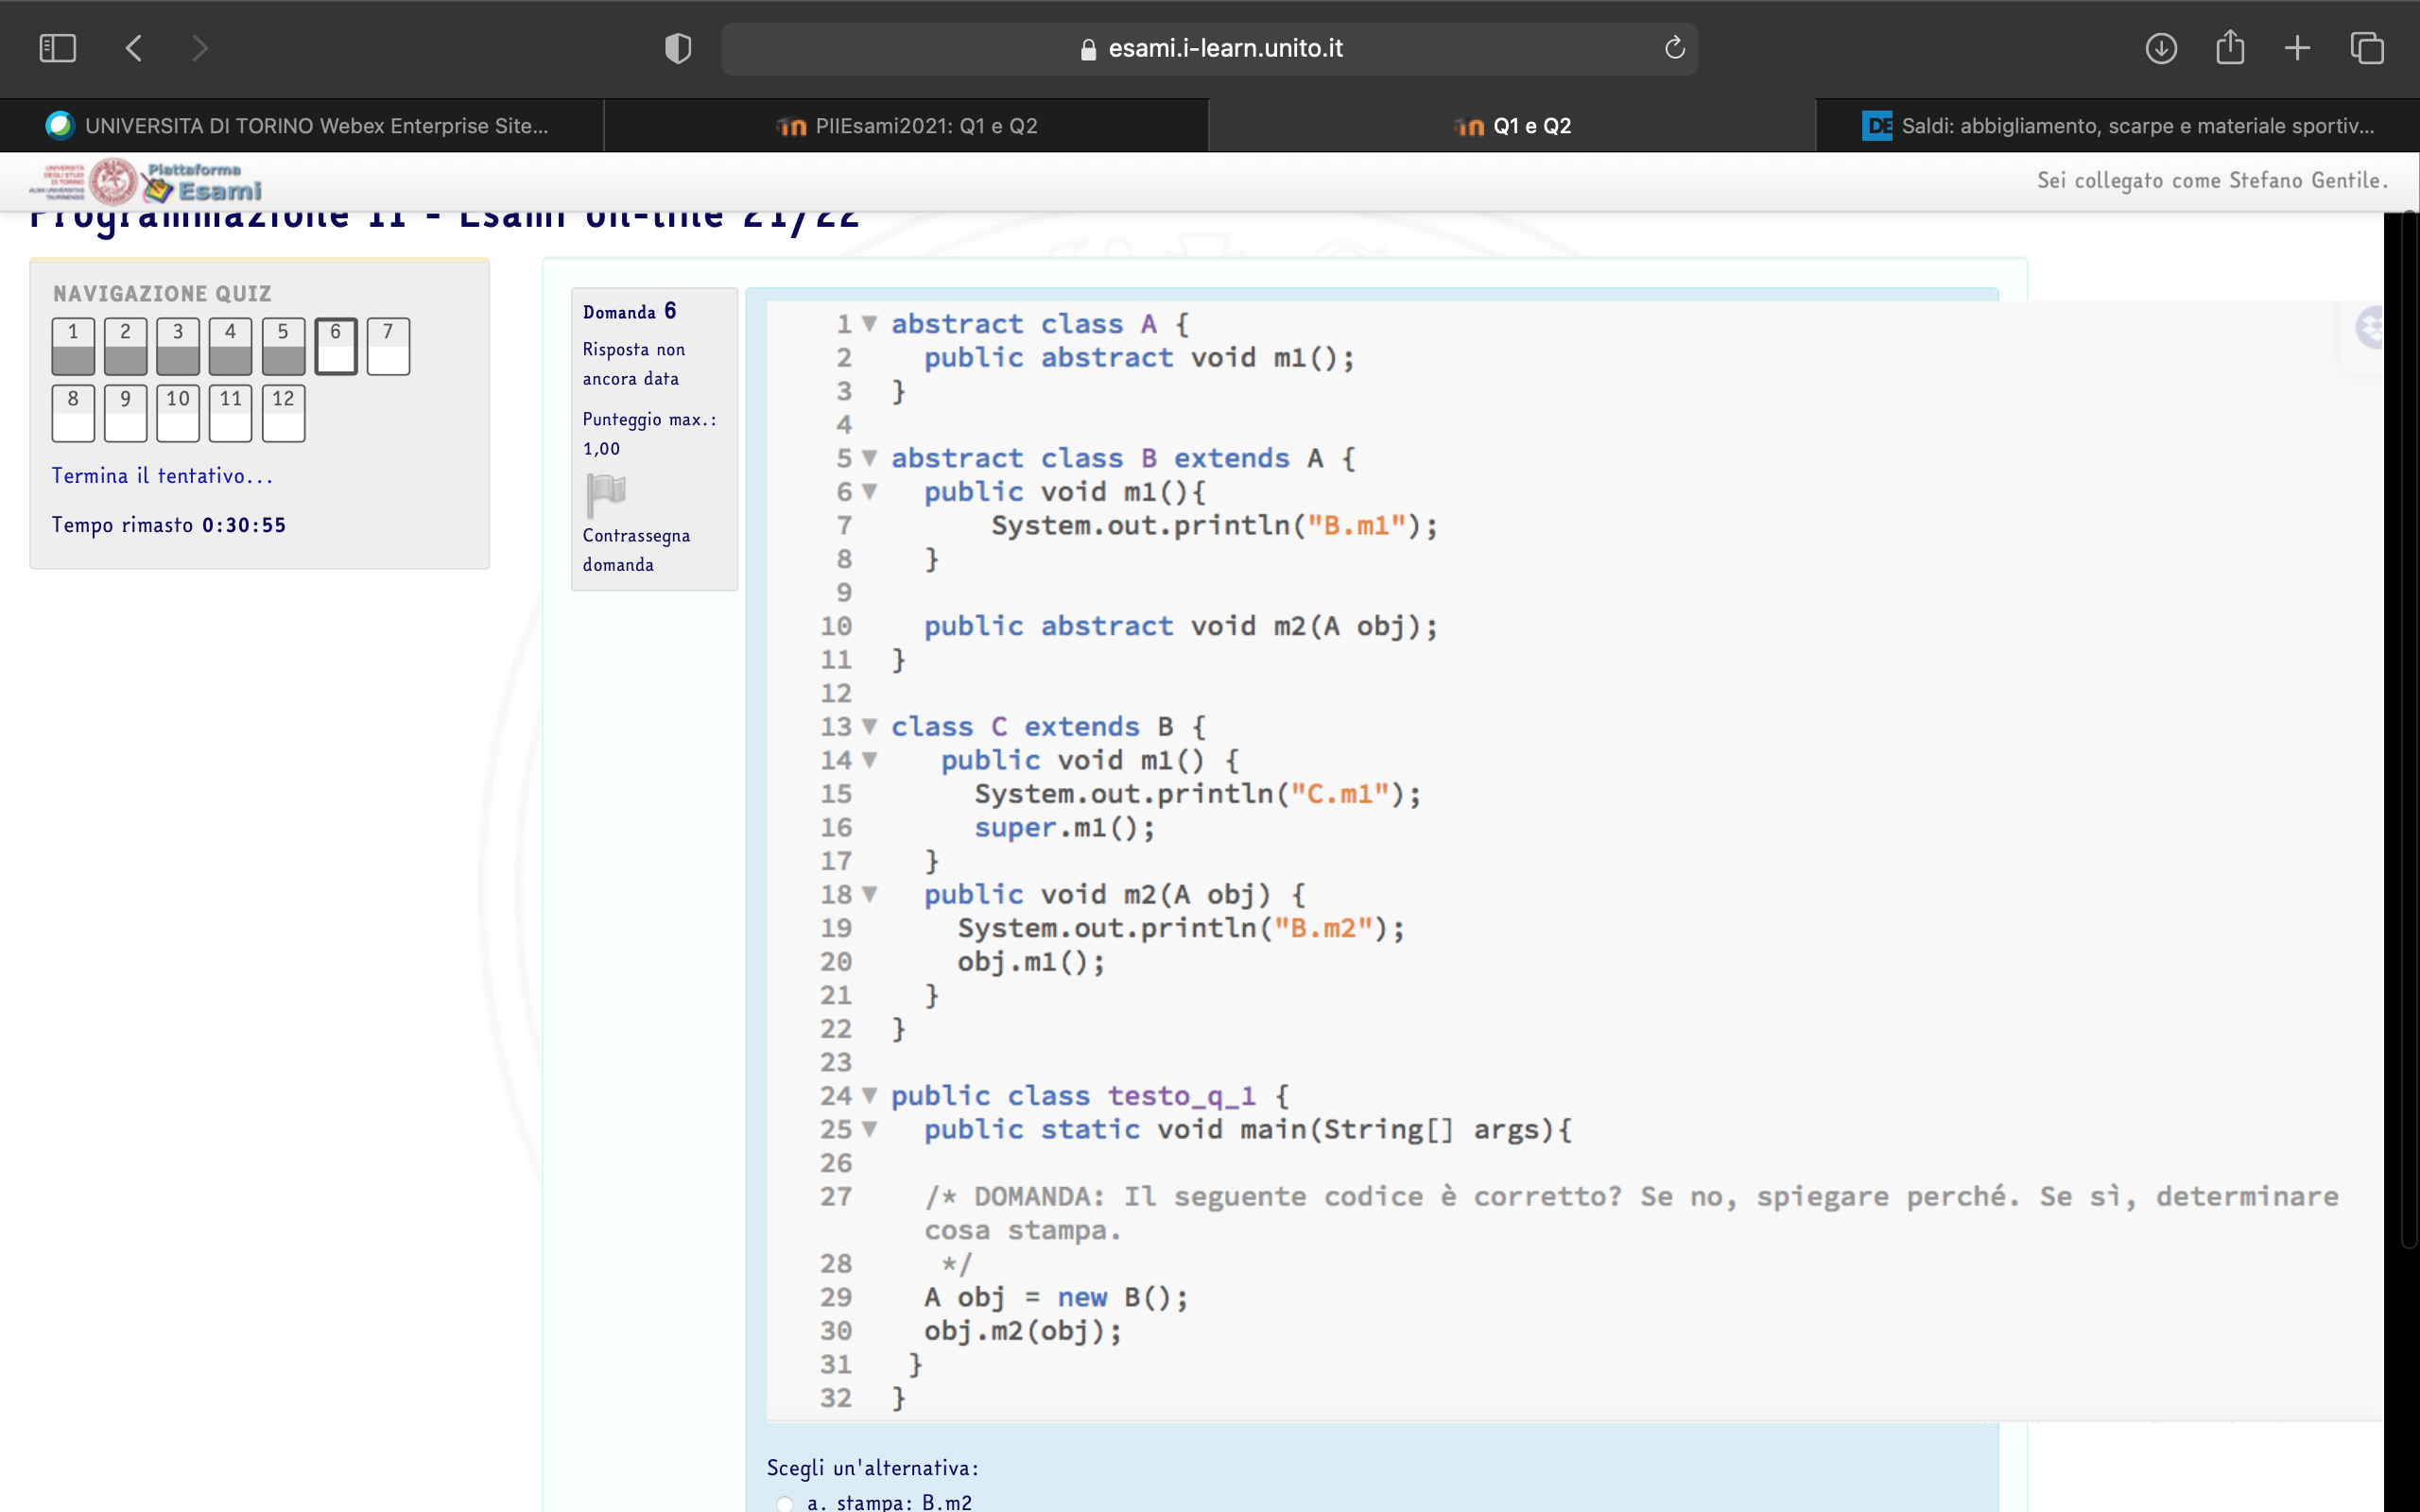 esami.i-learn.unito.it
UNIVERSITA DI TORINO Webex Enterprise Site...
PIIEsami2021: Q1 e Q2
Q1 e Q2
DE Saldi: abbigliamento, scarpe e materiale sportiv...
UNIVERSITÀ DEGLI STUDI DI TORINO
ALMA UNIVERSITAS TAURINENSIS
Piattaforma
Esami
Sei collegato come Stefano Gentile.
Programmazione II - Esami on-line 21/22
NAVIGAZIONE QUIZ
1 2 3 4 5 6 7
8 9 10 11 12
Termina il tentativo...
Tempo rimasto 0:30:55
Domanda 6
Risposta non
ancora data
Punteggio max.:
1,00
Contrassegna
domanda
1 abstract class A {
2 public abstract void m1();
3 }
4
5 abstract class B extends A {
6 public void m1(){
7 System.out.println("B.m1");
8 }
9
10 public abstract void m2(A obj);
11 }
12
13 class C extends B {
14 public void m1() {
15 System.out.println("C.m1");
16 super.m1();
17 }
18 public void m2(A obj) {
19 System.out.println("B.m2");
20 obj.m1();
21 }
22 }
23
24 public class testo_q_1 {
25 public static void main(String[] args){
26
27 /* DOMANDA: Il seguente codice è corretto? Se no, spiegare perché. Se sì, determinare
cosa stampa.
28 */
29 A obj = new B();
30 obj.m2(obj);
31 }
32 }
Scegli un'alternativa:
a. stampa: B.m2